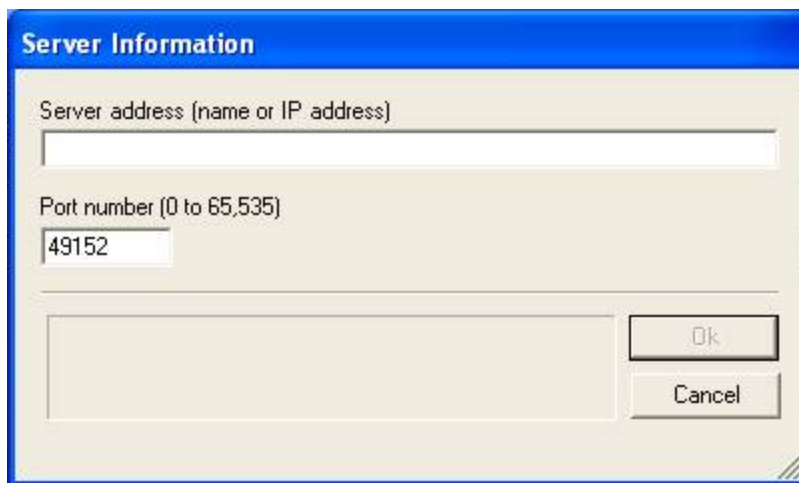 Server Information
Server address (name or IP address)
Port number (0 to 65,535)
49152
Ok
Cancel